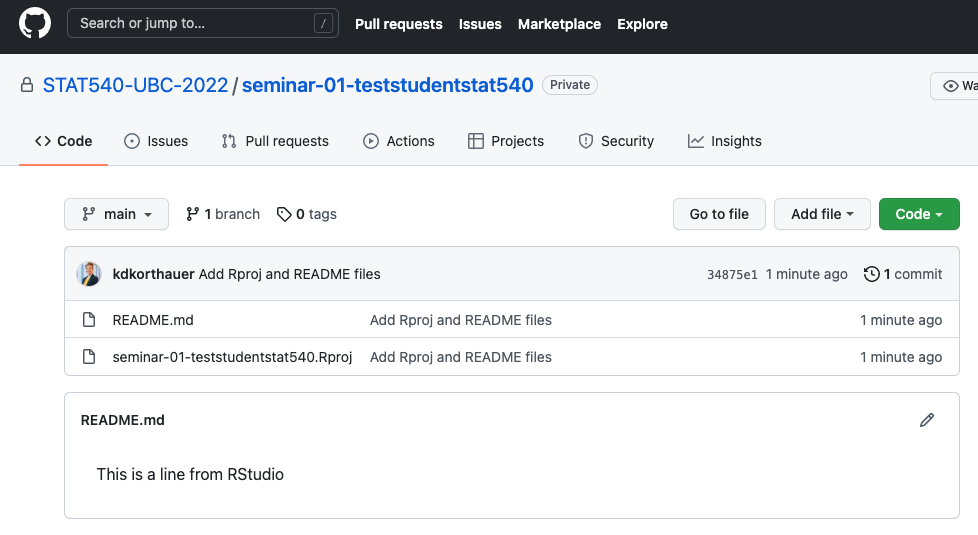 Search or jump to... /
Pull requests Issues Marketplace Explore
STAT540-UBC-2022 / seminar-01-teststudentstat540 Private
Wa
Code Issues Pull requests Actions Projects Security Insights
main 1 branch 0 tags Go to file Add file Code
kdkorthauer Add Rproj and README files 34875e1 1 minute ago 1 commit
README.md Add Rproj and README files 1 minute ago
seminar-01-teststudentstat540.Rproj Add Rproj and README files 1 minute ago
README.md
This is a line from RStudio